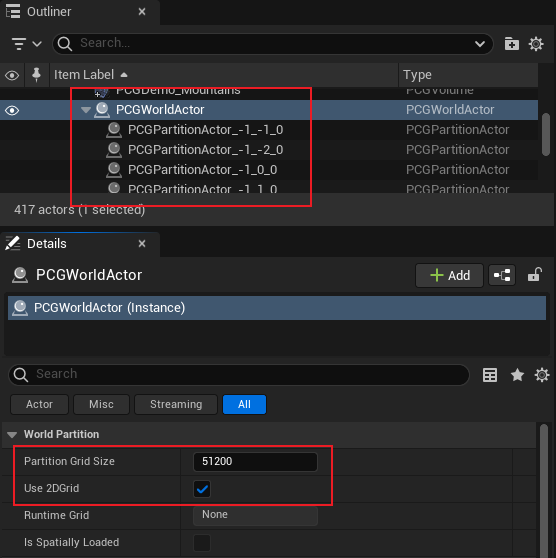 Outliner
Search...
Item Label
Type
PCGDemo_Mountains
PCGVolume
PCGWorldActor
PCGWorldActor
PCGPartitionActor_-1_-1_0
PCGPartitionActor
PCGPartitionActor_-1_-2_0
PCGPartitionActor
PCGPartitionActor_-1_0_0
PCGPartitionActor
PCGPartitionActor_-1_1_0
PCGPartitionActor
417 actors (1 selected)
Details
PCGWorldActor
Add
PCGWorldActor (Instance)
Search
Actor
Misc
Streaming
All
World Partition
Partition Grid Size
51200
Use 2DGrid
Runtime Grid
None
Is Spatially Loaded